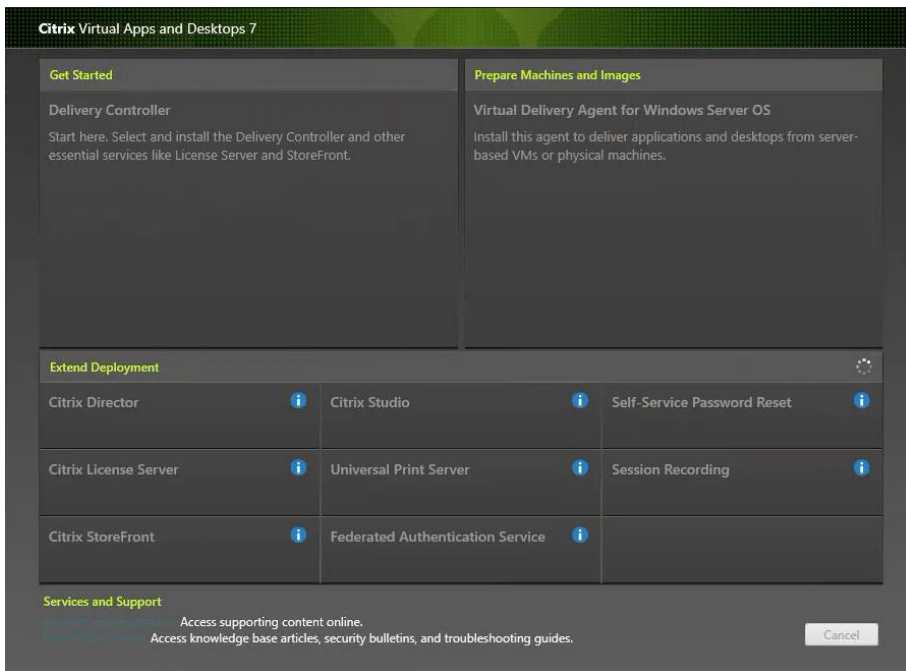 Citrix Virtual Apps and Desktops 7
Get Started
Delivery Controller
Start here. Select and install the Delivery Controller and other
essential services like License Server and StoreFront.
Prepare Machines and Images
Virtual Delivery Agent for Windows Server OS
Install this agent to deliver applications and desktops from server-
based VMs or physical machines.
Extend Deployment
Citrix Director
Citrix Studio
Self-Service Password Reset
Citrix License Server
Universal Print Server
Session Recording
Citrix StoreFront
Federated Authentication Service
Services and Support
Access supporting content online.
Access knowledge base articles, security bulletins, and troubleshooting guides.
Cancel